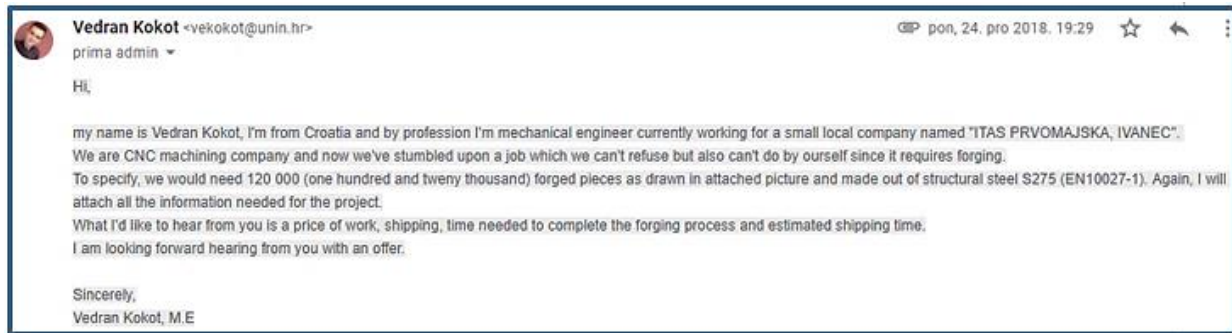 Vedran Kokot <vekokot@unin.hr>
pon, 24. pro 2018. 19:29
prima admin
Hi,
my name is Vedran Kokot, I'm from Croatia and by profession I'm mechanical engineer currently working for a small local company named "ITAS PRVOMAJSKA, IVANEC".
We are CNC machining company and now we've stumbled upon a job which we can't refuse but also can't do by ourself since it requires forging.
To specify, we would need 120 000 (one hundred and tweny thousand) forged pieces as drawn in attached picture and made out of structural steel S275 (EN10027-1). Again, I will
attach all the information needed for the project.
What I'd like to hear from you is a price of work, shipping, time needed to complete the forging process and estimated shipping time.
I am looking forward hearing from you with an offer.
Sincerely,
Vedran Kokot, M.E